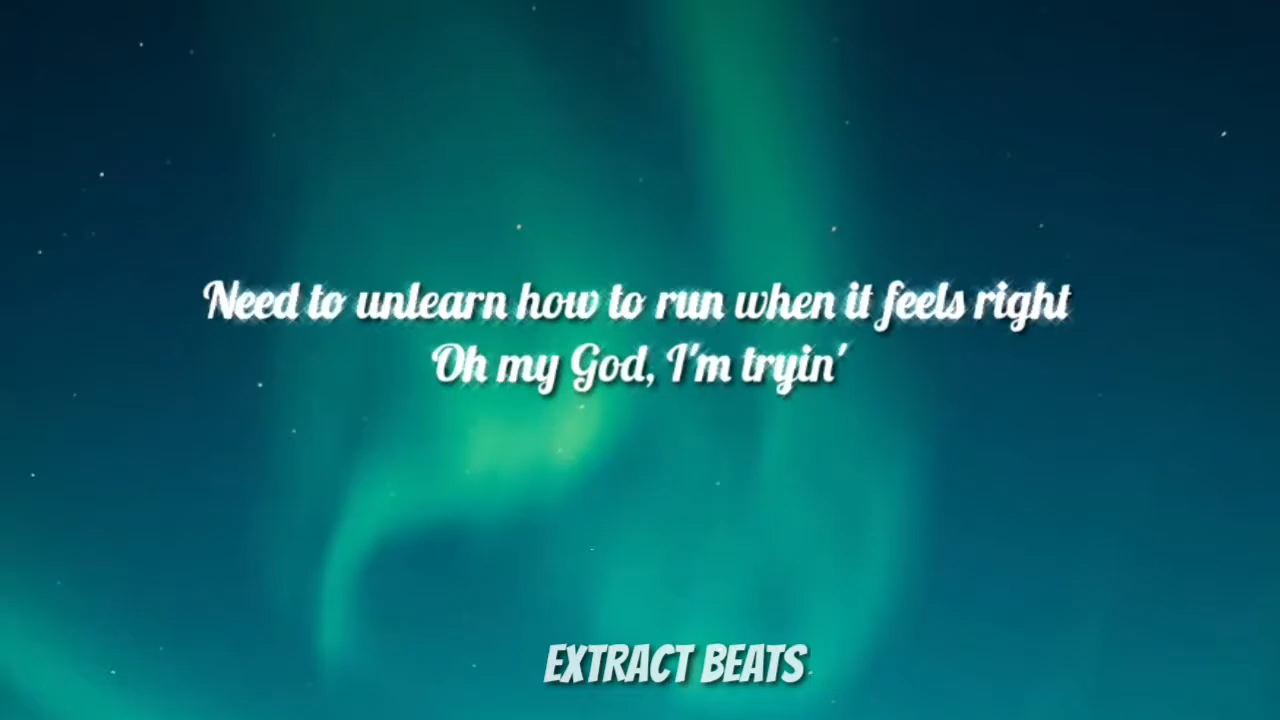 Need to unlearn how to run when it feels right
Oh my God, I'm tryin'
EXTRACT BEATS